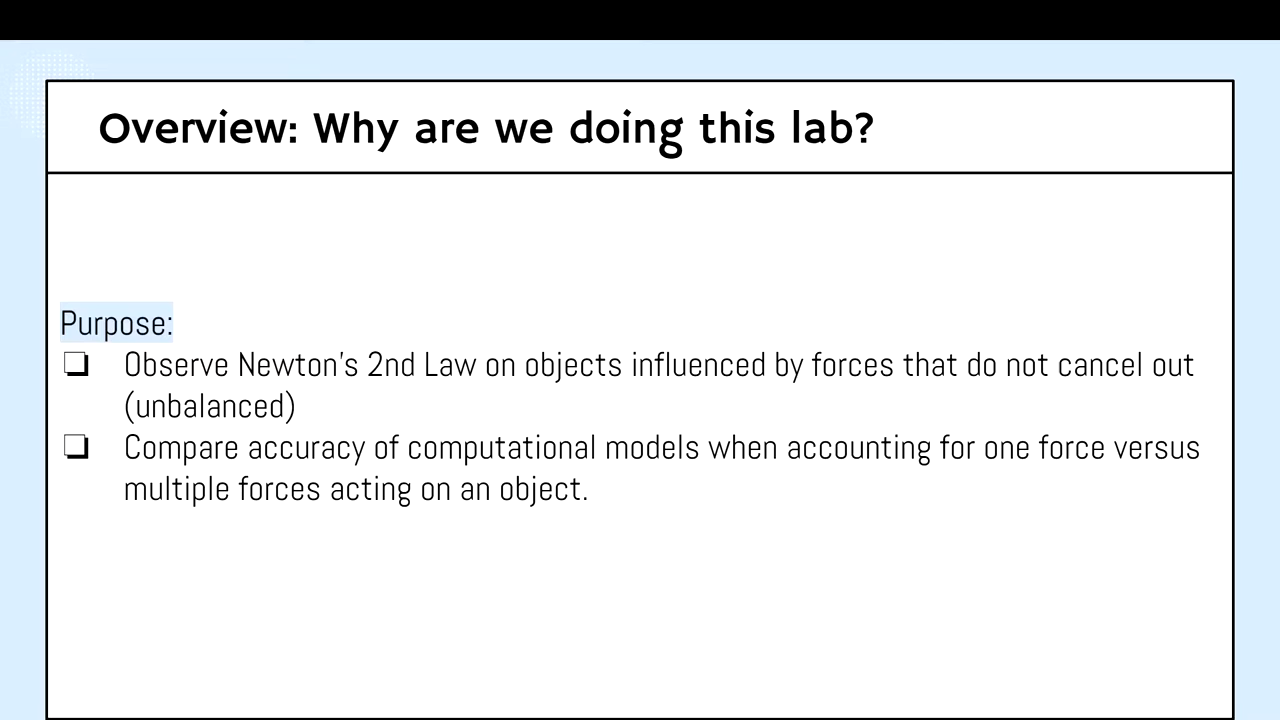 Overview: Why are we doing this lab?
Purpose:
❏ Observe Newton's 2nd Law on objects influenced by forces that do not cancel out
(unbalanced)
❏ Compare accuracy of computational models when accounting for one force versus
multiple forces acting on an object.